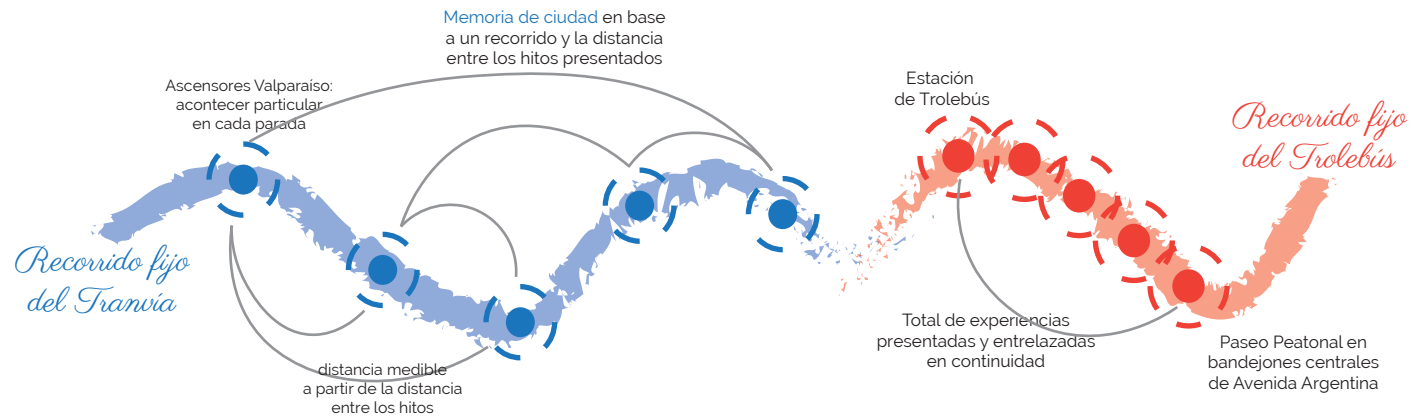 Memoria de ciudad en base
a un recorrido y la distancia
entre los hitos presentados
Ascensores Valparaíso:
acontecer particular
en cada parada
Recorrido fijo
del Tranvía
distancia medible
a partir de la distancia
entre los hitos
Estación
de Trolebús
Recorrido fijo
del Trolebús
Total de experiencias
presentadas y entrelazadas
en continuidad
Paseo Peatonal en
bandejones centrales
de Avenida Argentina